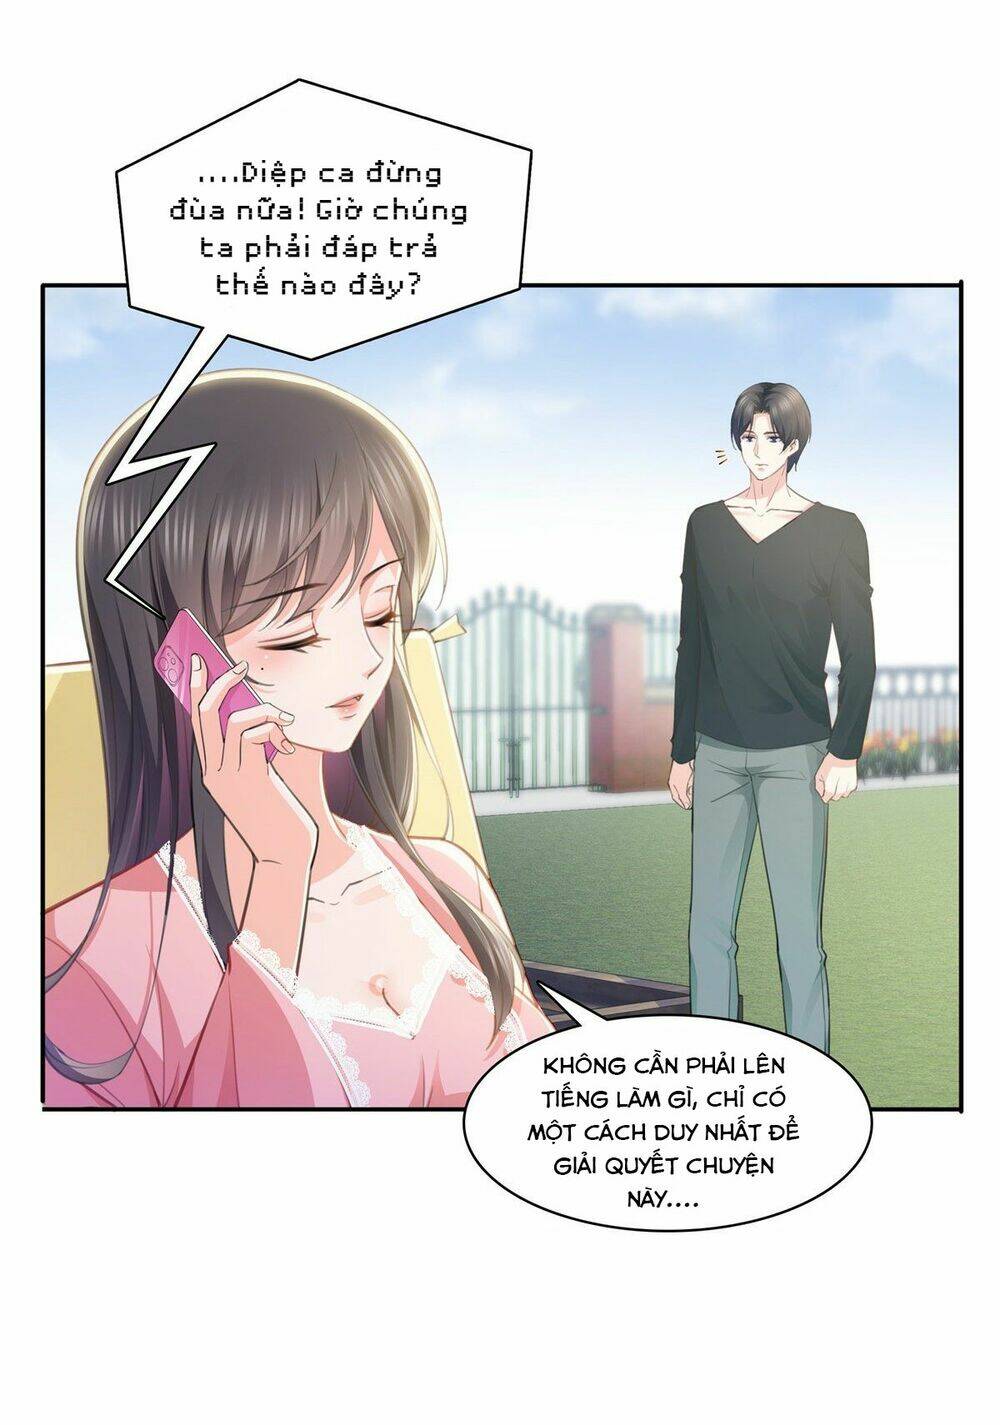 ....Diệp ca đừng
đùa nữa! Giờ chúng
ta phải đáp trả
thế nào đây?
KHÔNG CẦN PHẢI LÊN
TIẾNG LÀM GÌ, CHỈ CÓ
MỘT CÁCH DUY NHẤT ĐỂ
GIẢI QUYẾT CHUYỆN
NÀY....